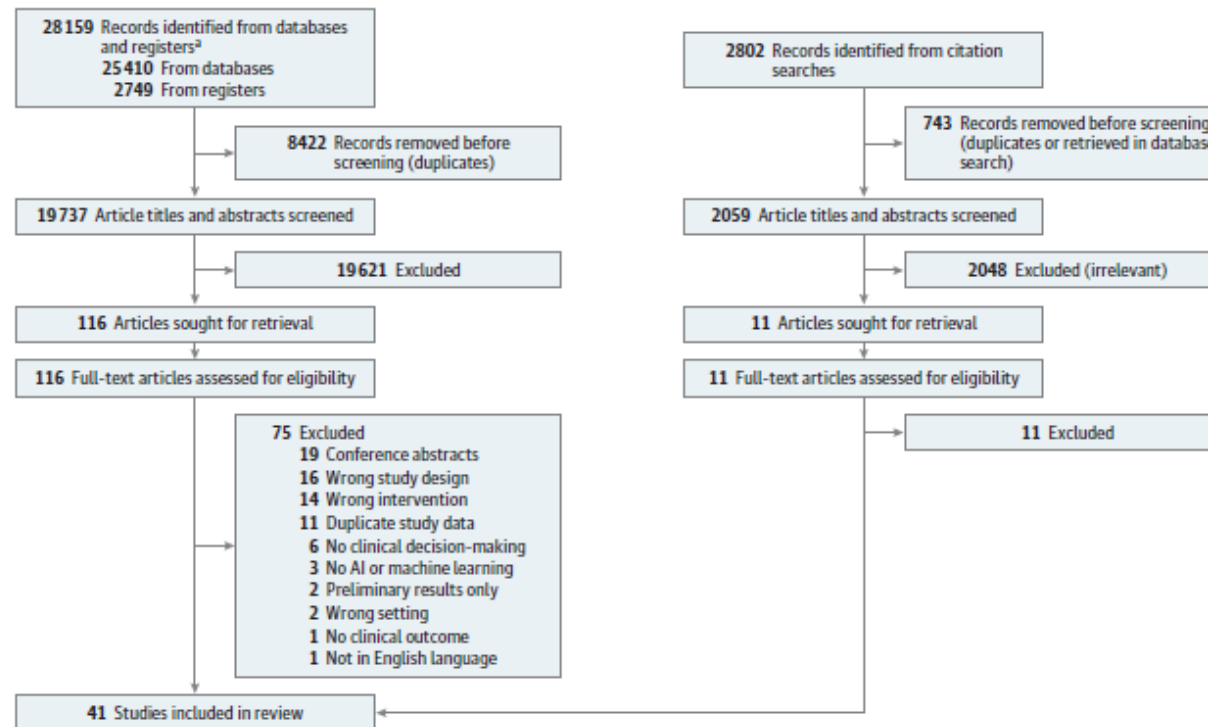 28159 Records identified from databases
and registersa
25410 From databases
2749 From registers
8422 Records removed before
screening (duplicates)
19737 Article titles and abstracts screened
19621 Excluded
116 Articles sought for retrieval
116 Full-text articles assessed for eligibility
75 Excluded
19 Conference abstracts
16 Wrong study design
14 Wrong intervention
11 Duplicate study data
6 No clinical decision-making
3 No AI or machine learning
2 Preliminary results only
2 Wrong setting
1 No clinical outcome
1 Not in English language
41 Studies included in review
2802 Records identified from citation
searches
743 Records removed before screening
(duplicates or retrieved in database
search)
2059 Article titles and abstracts screened
2048 Excluded (irrelevant)
11 Articles sought for retrieval
11 Full-text articles assessed for eligibility
11 Excluded